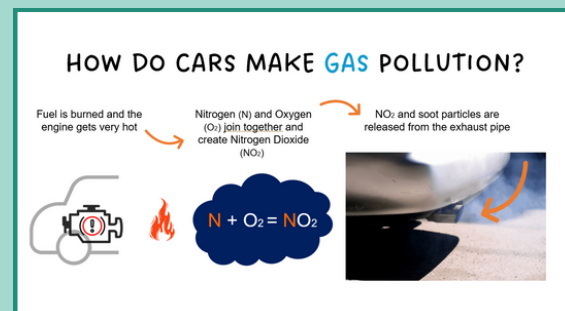 HOW DO CARS MAKE GAS POLLUTION?
Fuel is burned and the
engine gets very hot
Nitrogen (N) and Oxygen
(O₂) join together and
create Nitrogen Dioxide
(NO₂)
NO₂ and soot particles are
released from the exhaust pipe
N + O₂ = NO₂